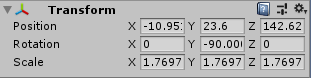 Transform
Position X -10.951 Y 23.6 Z 142.62
Rotation X 0 Y -90.000 Z 0
Scale X 1.7697 Y 1.7697 Z 1.7697